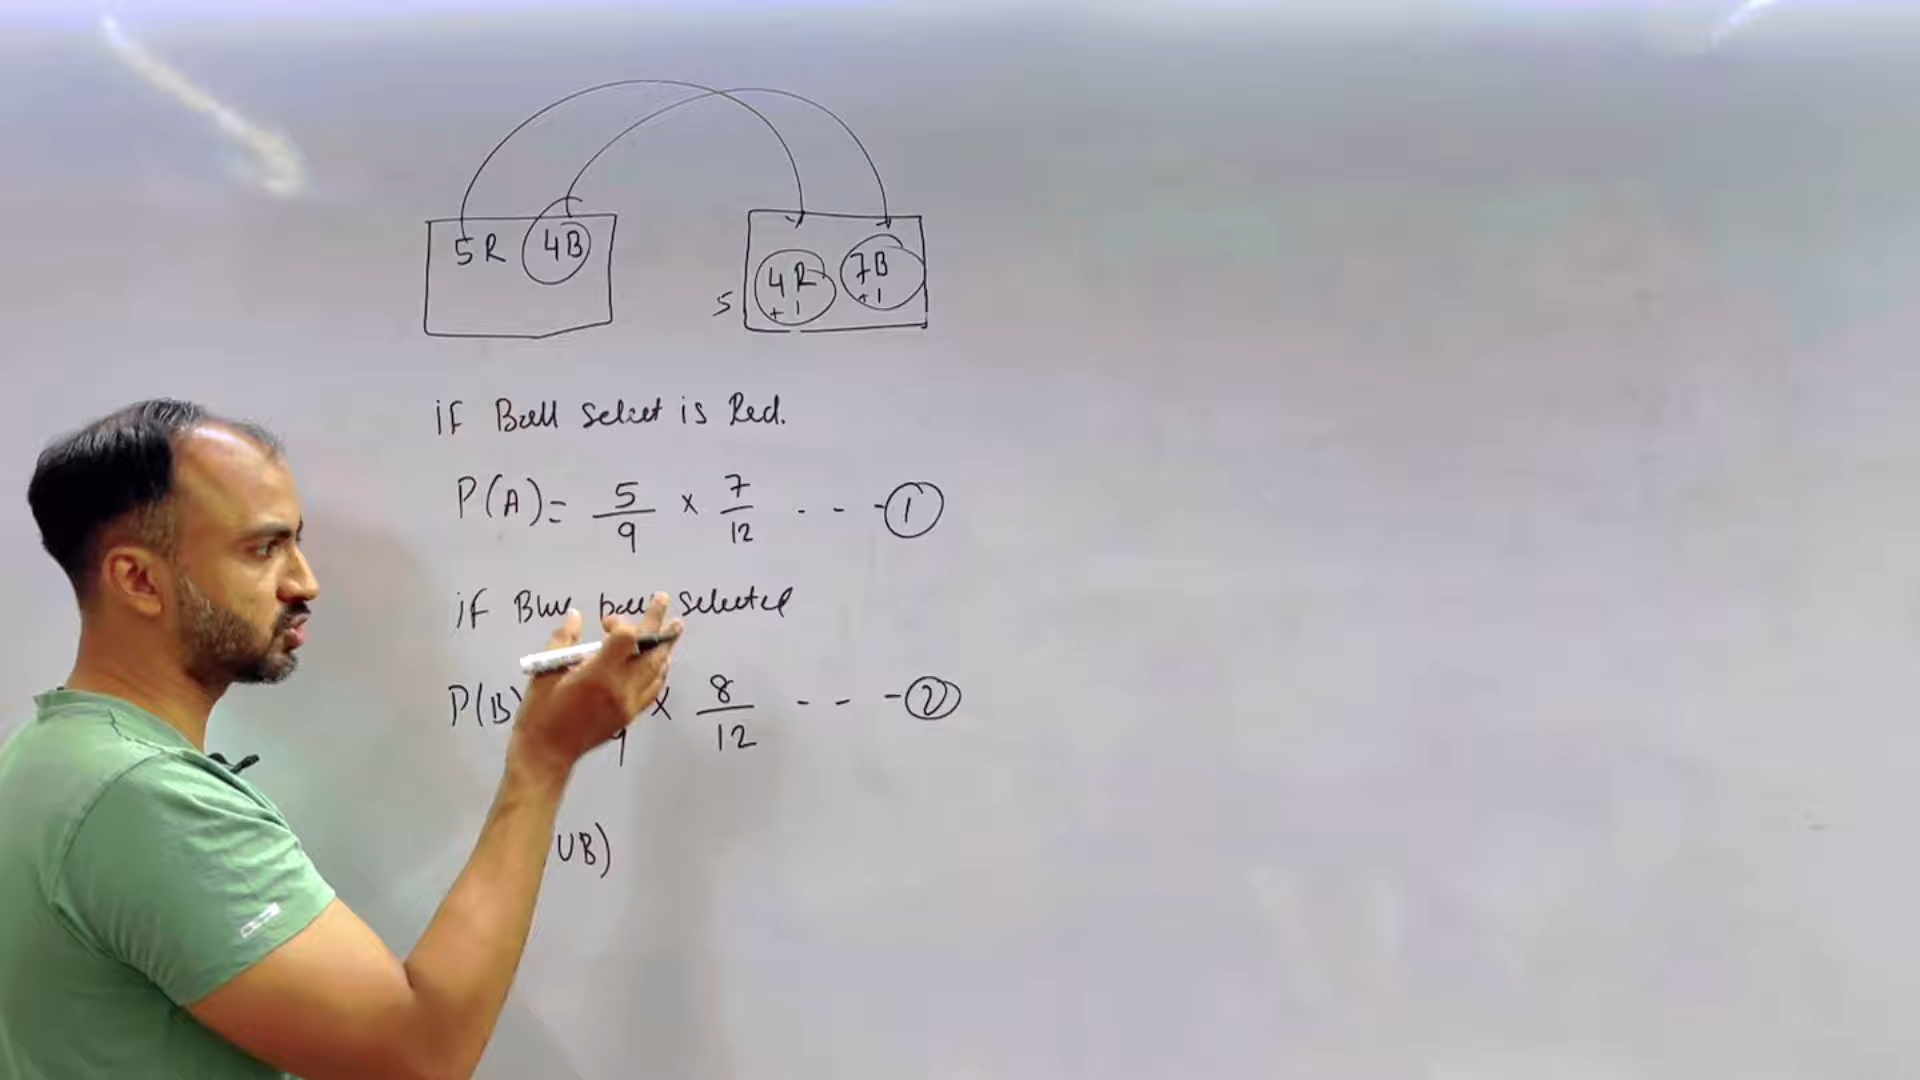 5R 4B
4R 7B
5 + 1 + 1
if Ball select is Red.
P(A) = 5/9 × 7/12 - - - ①
if Blue selected
P(B) 9 × 8/12 - - - ②
UB)